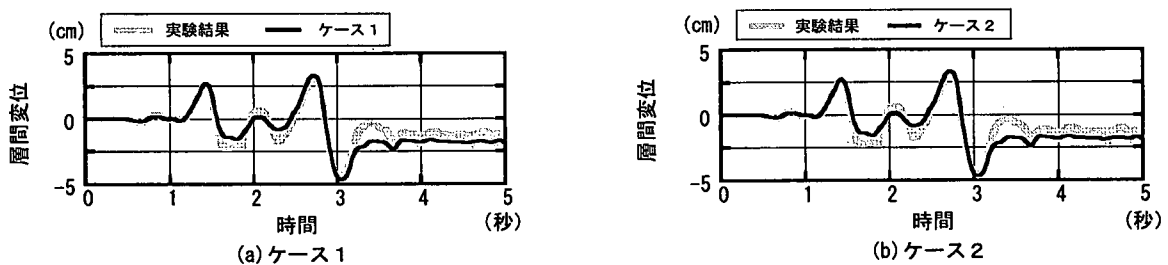 (cm)
実験結果 ケース1
5
0
-5
層間変位
0 1 2 3 4 5
時間
(秒)
(a)ケース1
(cm)
実験結果 ケース2
5
0
-5
層間変位
0 1 2 3 4 5
時間
(秒)
(b)ケース2